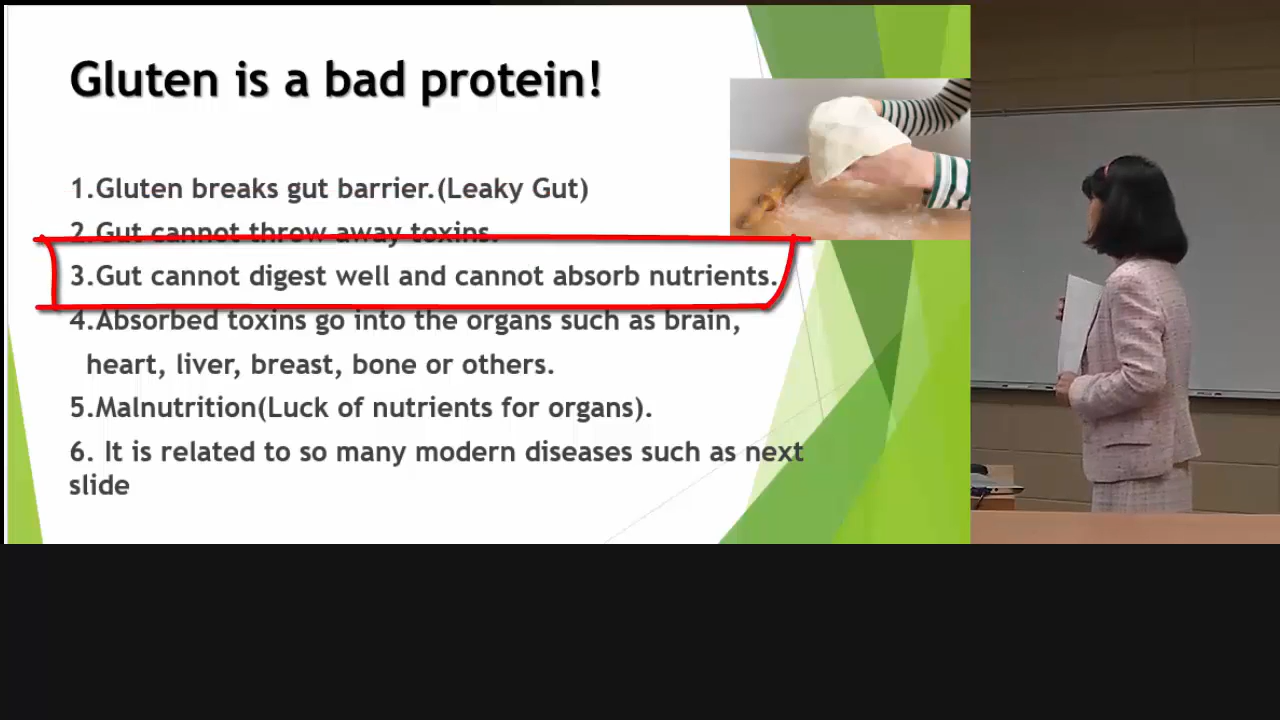 Gluten is a bad protein!
1.Gluten breaks gut barrier.(Leaky Gut)
2.Gut cannot throw away toxins.
3.Gut cannot digest well and cannot absorb nutrients.
4.Absorbed toxins go into the organs such as brain,
heart, liver, breast, bone or others.
5.Malnutrition(Luck of nutrients for organs).
6. It is related to so many modern diseases such as next
slide